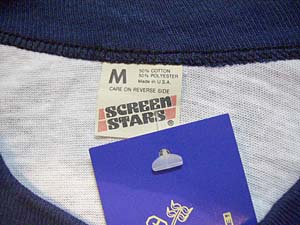 M
50% COTTON
50% POLYESTER
Made in U.S.A.
CARE ON REVERSE SIDE
SCREEN
STARS